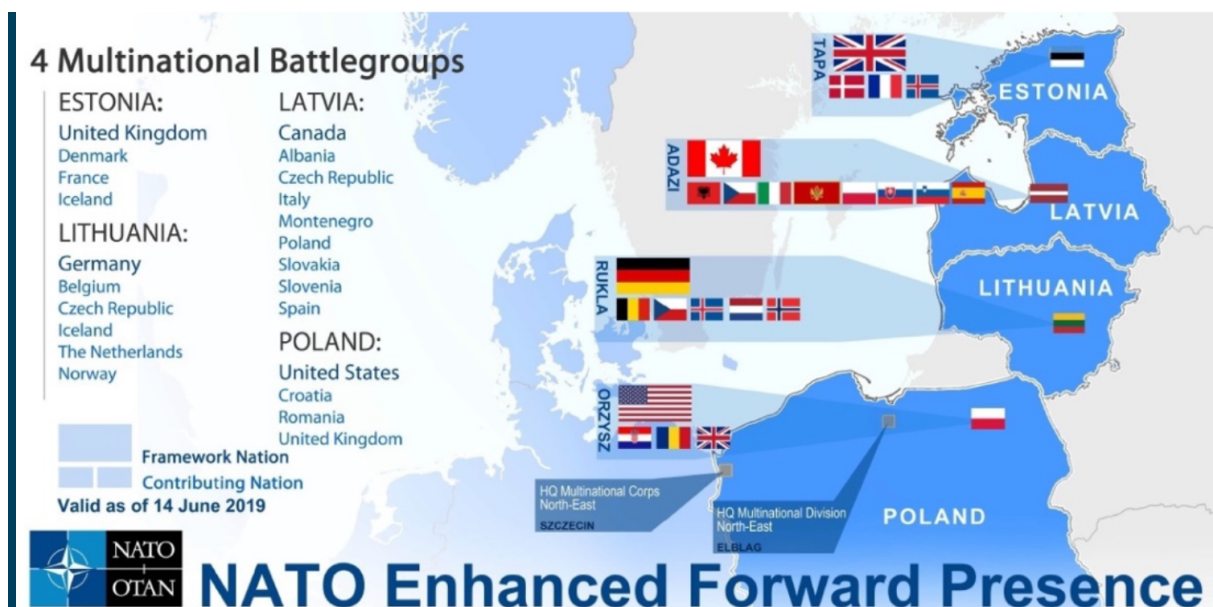 4 Multinational Battlegroups
ESTONIA:
United Kingdom
Denmark
France
Iceland
LITHUANIA:
Germany
Belgium
Czech Republic
Iceland
The Netherlands
Norway
LATVIA:
Canada
Albania
Czech Republic
Italy
Montenegro
Poland
Slovakia
Slovenia
Spain
POLAND:
United States
Croatia
Romania
United Kingdom
Framework Nation
Contributing Nation
Valid as of 14 June 2019
TAPA
ESTONIA
ADAZI
LATVIA
RUKLA
LITHUANIA
ORZYSZ
HQ Multinational Corps
North-East
SZCZECIN
HQ Multinational Division
North-East
ELBLAG
POLAND
NATO
OTAN
NATO Enhanced Forward Presence